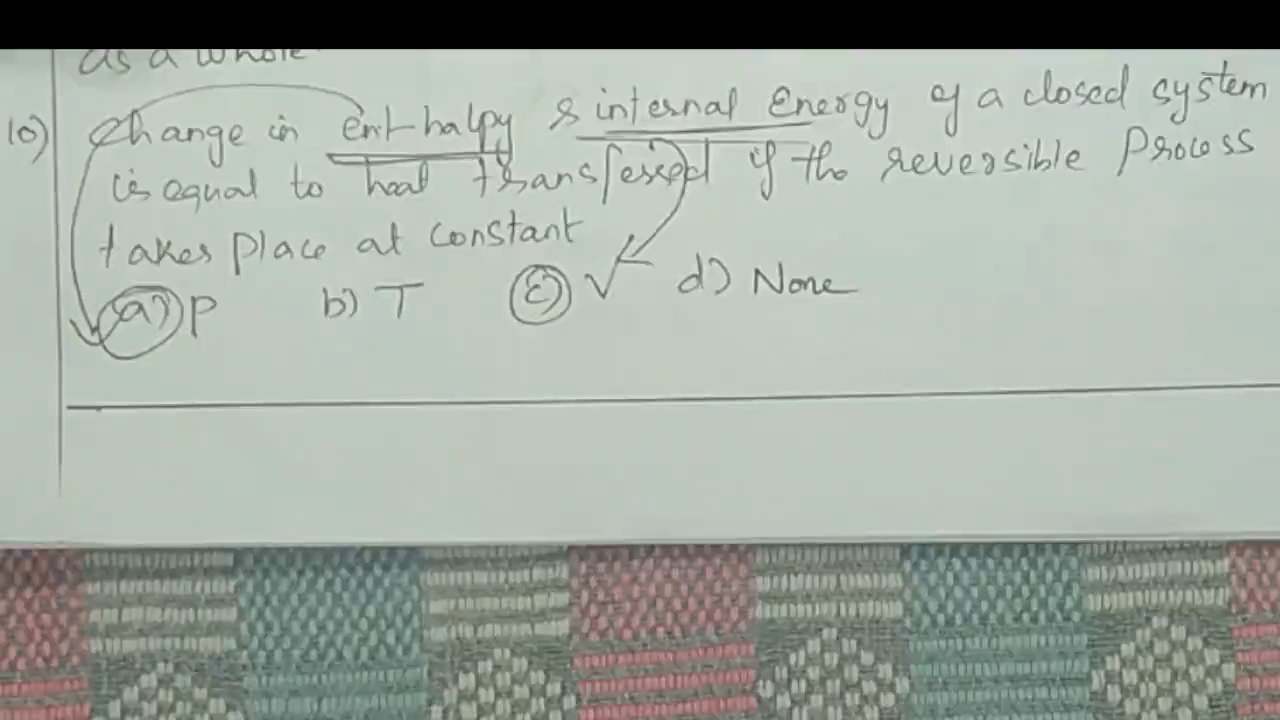 as a whole
10) Change in enthalpy & internal Energy of a closed system
is equal to heat transfered if the reversible Process
takes place at constant
a) P b) T c) V d) None